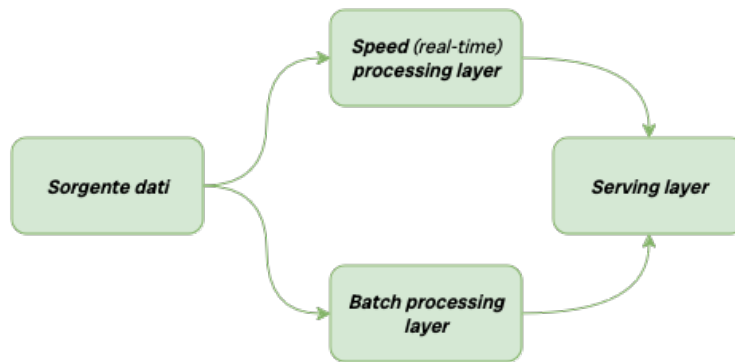 Speed (real-time)
processing layer
Sorgente dati
Serving layer
Batch processing
layer